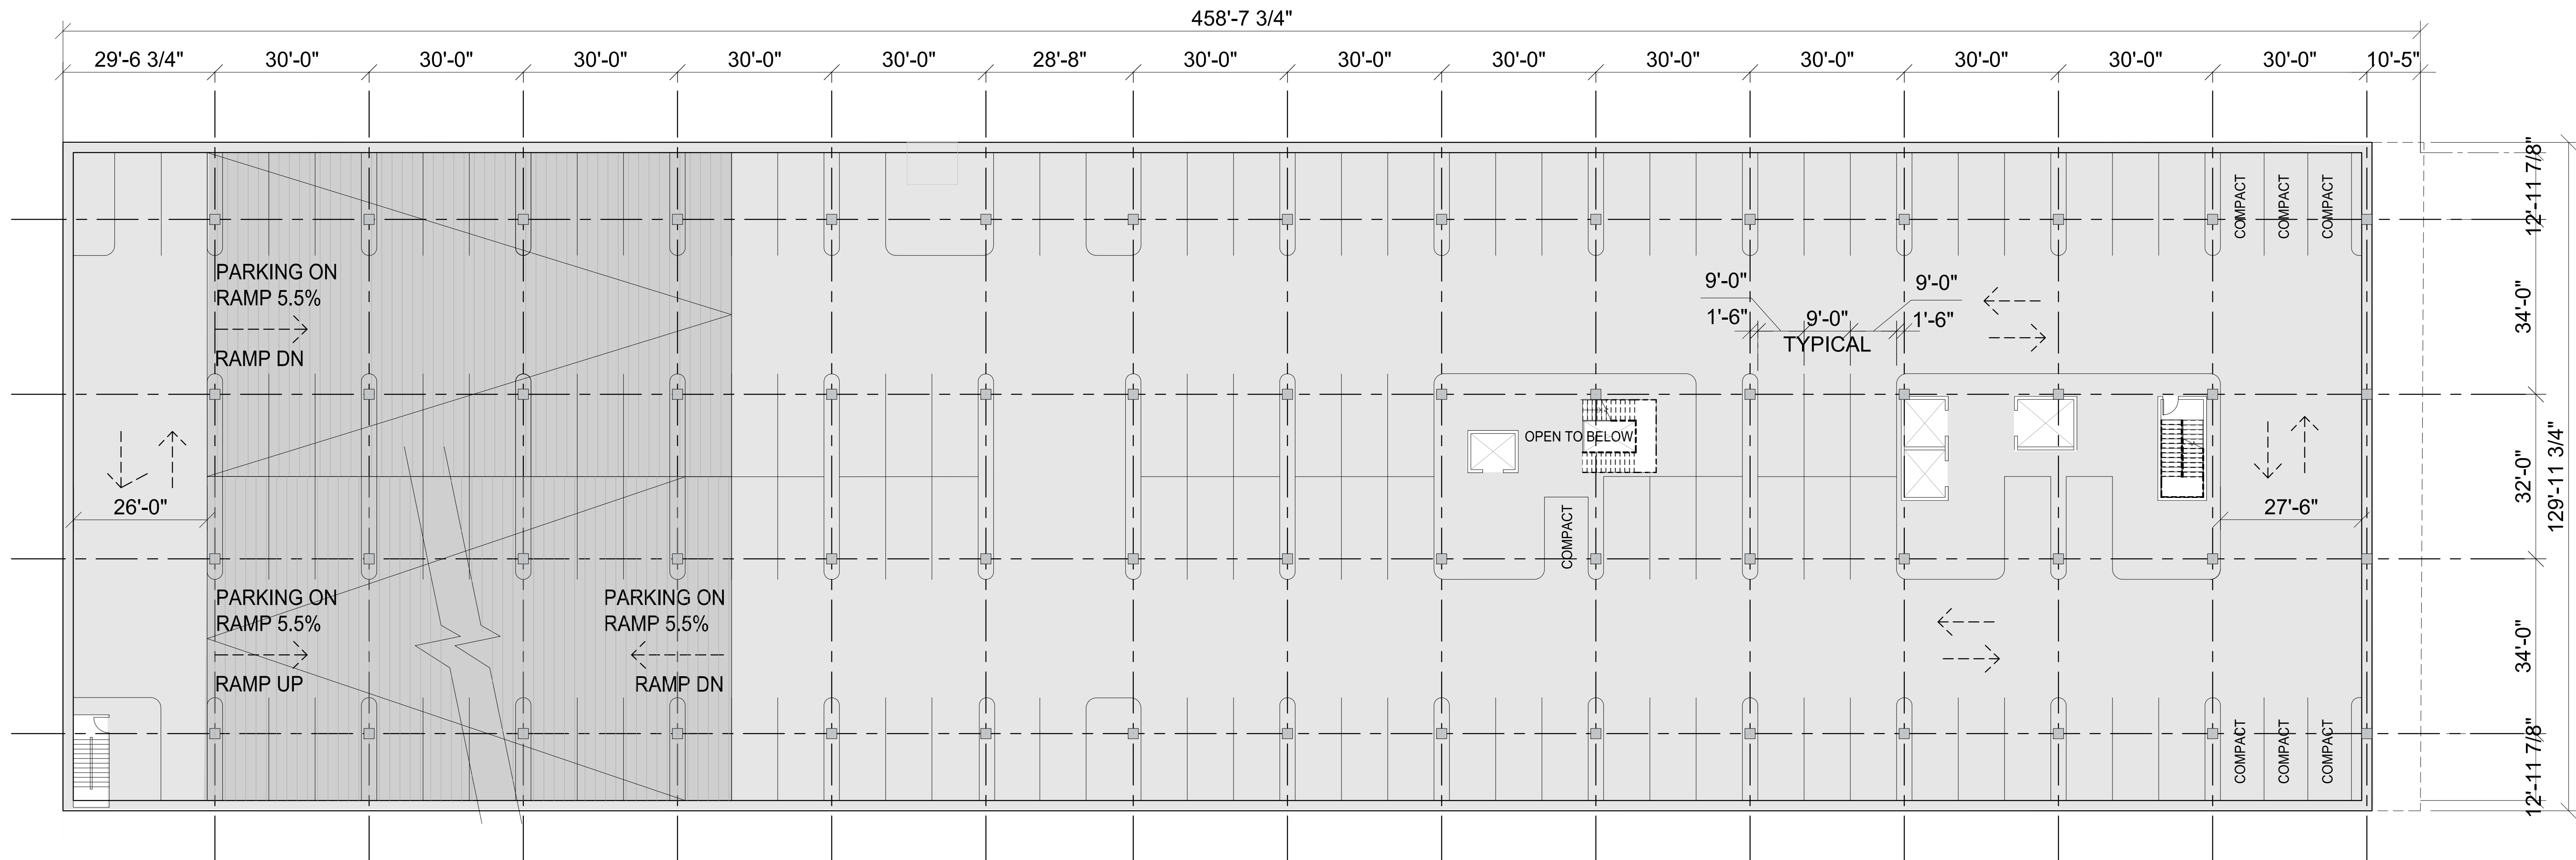 458'-7 3/4"
29'-6 3/4"
30'-0"
30'-0"
30'-0"
30'-0"
30'-0"
28'-8"
30'-0"
30'-0"
30'-0"
30'-0"
30'-0"
30'-0"
30'-0"
30'-0"
10'-5"
12'-11 7/8"
COMPACT
COMPACT
COMPACT
PARKING ON
RAMP 5.5%
RAMP DN
9'-0"
9'-0"
1'-6"
9'-0"
1'-6"
TYPICAL
34'-0"
OPEN TO BELOW
32'-0"
129'-11 3/4"
26'-0"
27'-6"
COMPACT
PARKING ON
RAMP 5.5%
RAMP UP
PARKING ON
RAMP 5.5%
RAMP DN
34'-0"
COMPACT
COMPACT
COMPACT
12'-11 7/8"